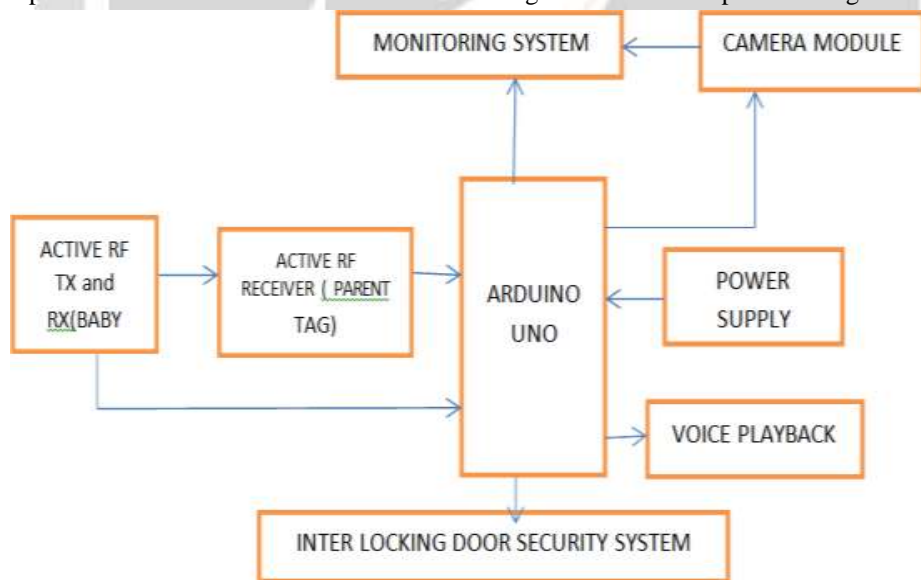 MONITORING SYSTEM
CAMERA MODULE
ACTIVE RF
TX and
RX(BABY
ACTIVE RF
RECEIVER ( PARENT
TAG)
ARDUINO
UNO
POWER
SUPPLY
VOICE PLAYBACK
INTER LOCKING DOOR SECURITY SYSTEM